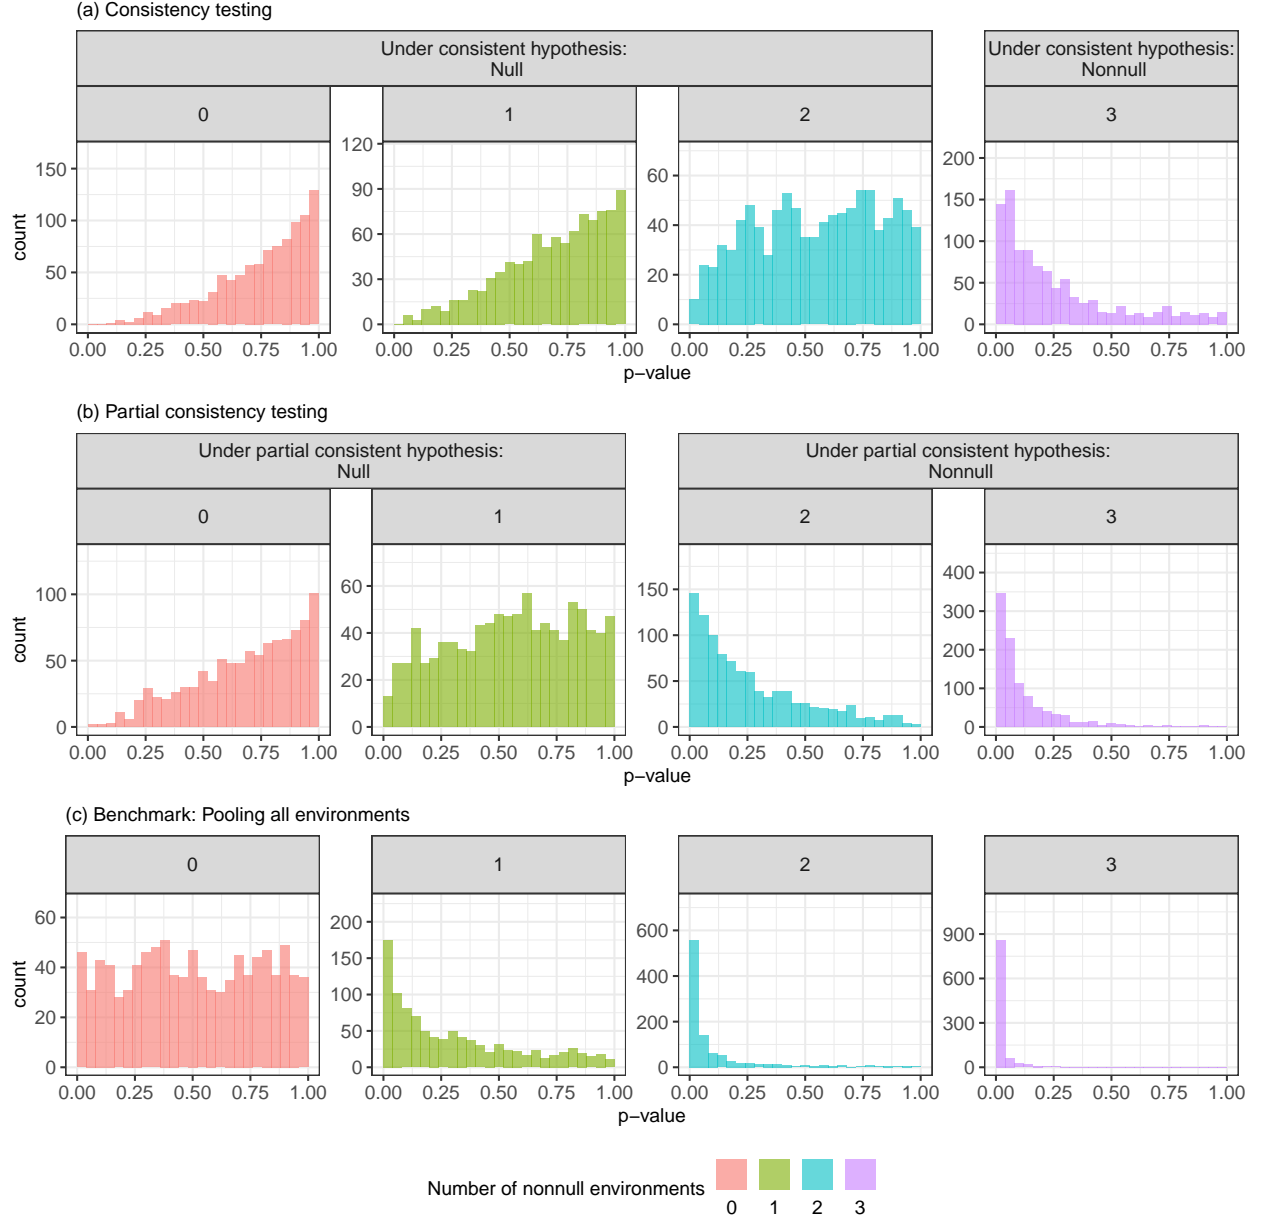 (a) Consistency testing
Under consistent hypothesis:
Null
Under consistent hypothesis:
Nonnull
0
1
2
3
count
150
100
50
0
120
90
60
30
0
60
40
20
0
200
150
100
50
0
0.00 0.25 0.50 0.75 1.00
0.00 0.25 0.50 0.75 1.00
0.00 0.25 0.50 0.75 1.00
0.00 0.25 0.50 0.75 1.00
p−value
(b) Partial consistency testing
Under partial consistent hypothesis:
Null
Under partial consistent hypothesis:
Nonnull
0
1
2
3
count
100
50
0
60
40
20
0
150
100
50
0
400
300
200
100
0
0.00 0.25 0.50 0.75 1.00
0.00 0.25 0.50 0.75 1.00
0.00 0.25 0.50 0.75 1.00
0.00 0.25 0.50 0.75 1.00
p−value
(c) Benchmark: Pooling all environments
0
1
2
3
count
60
40
20
0
200
150
100
50
0
600
400
200
0
900
600
300
0
0.00 0.25 0.50 0.75 1.00
0.00 0.25 0.50 0.75 1.00
0.00 0.25 0.50 0.75 1.00
0.00 0.25 0.50 0.75 1.00
p−value
Number of nonnull environments
0 1 2 3